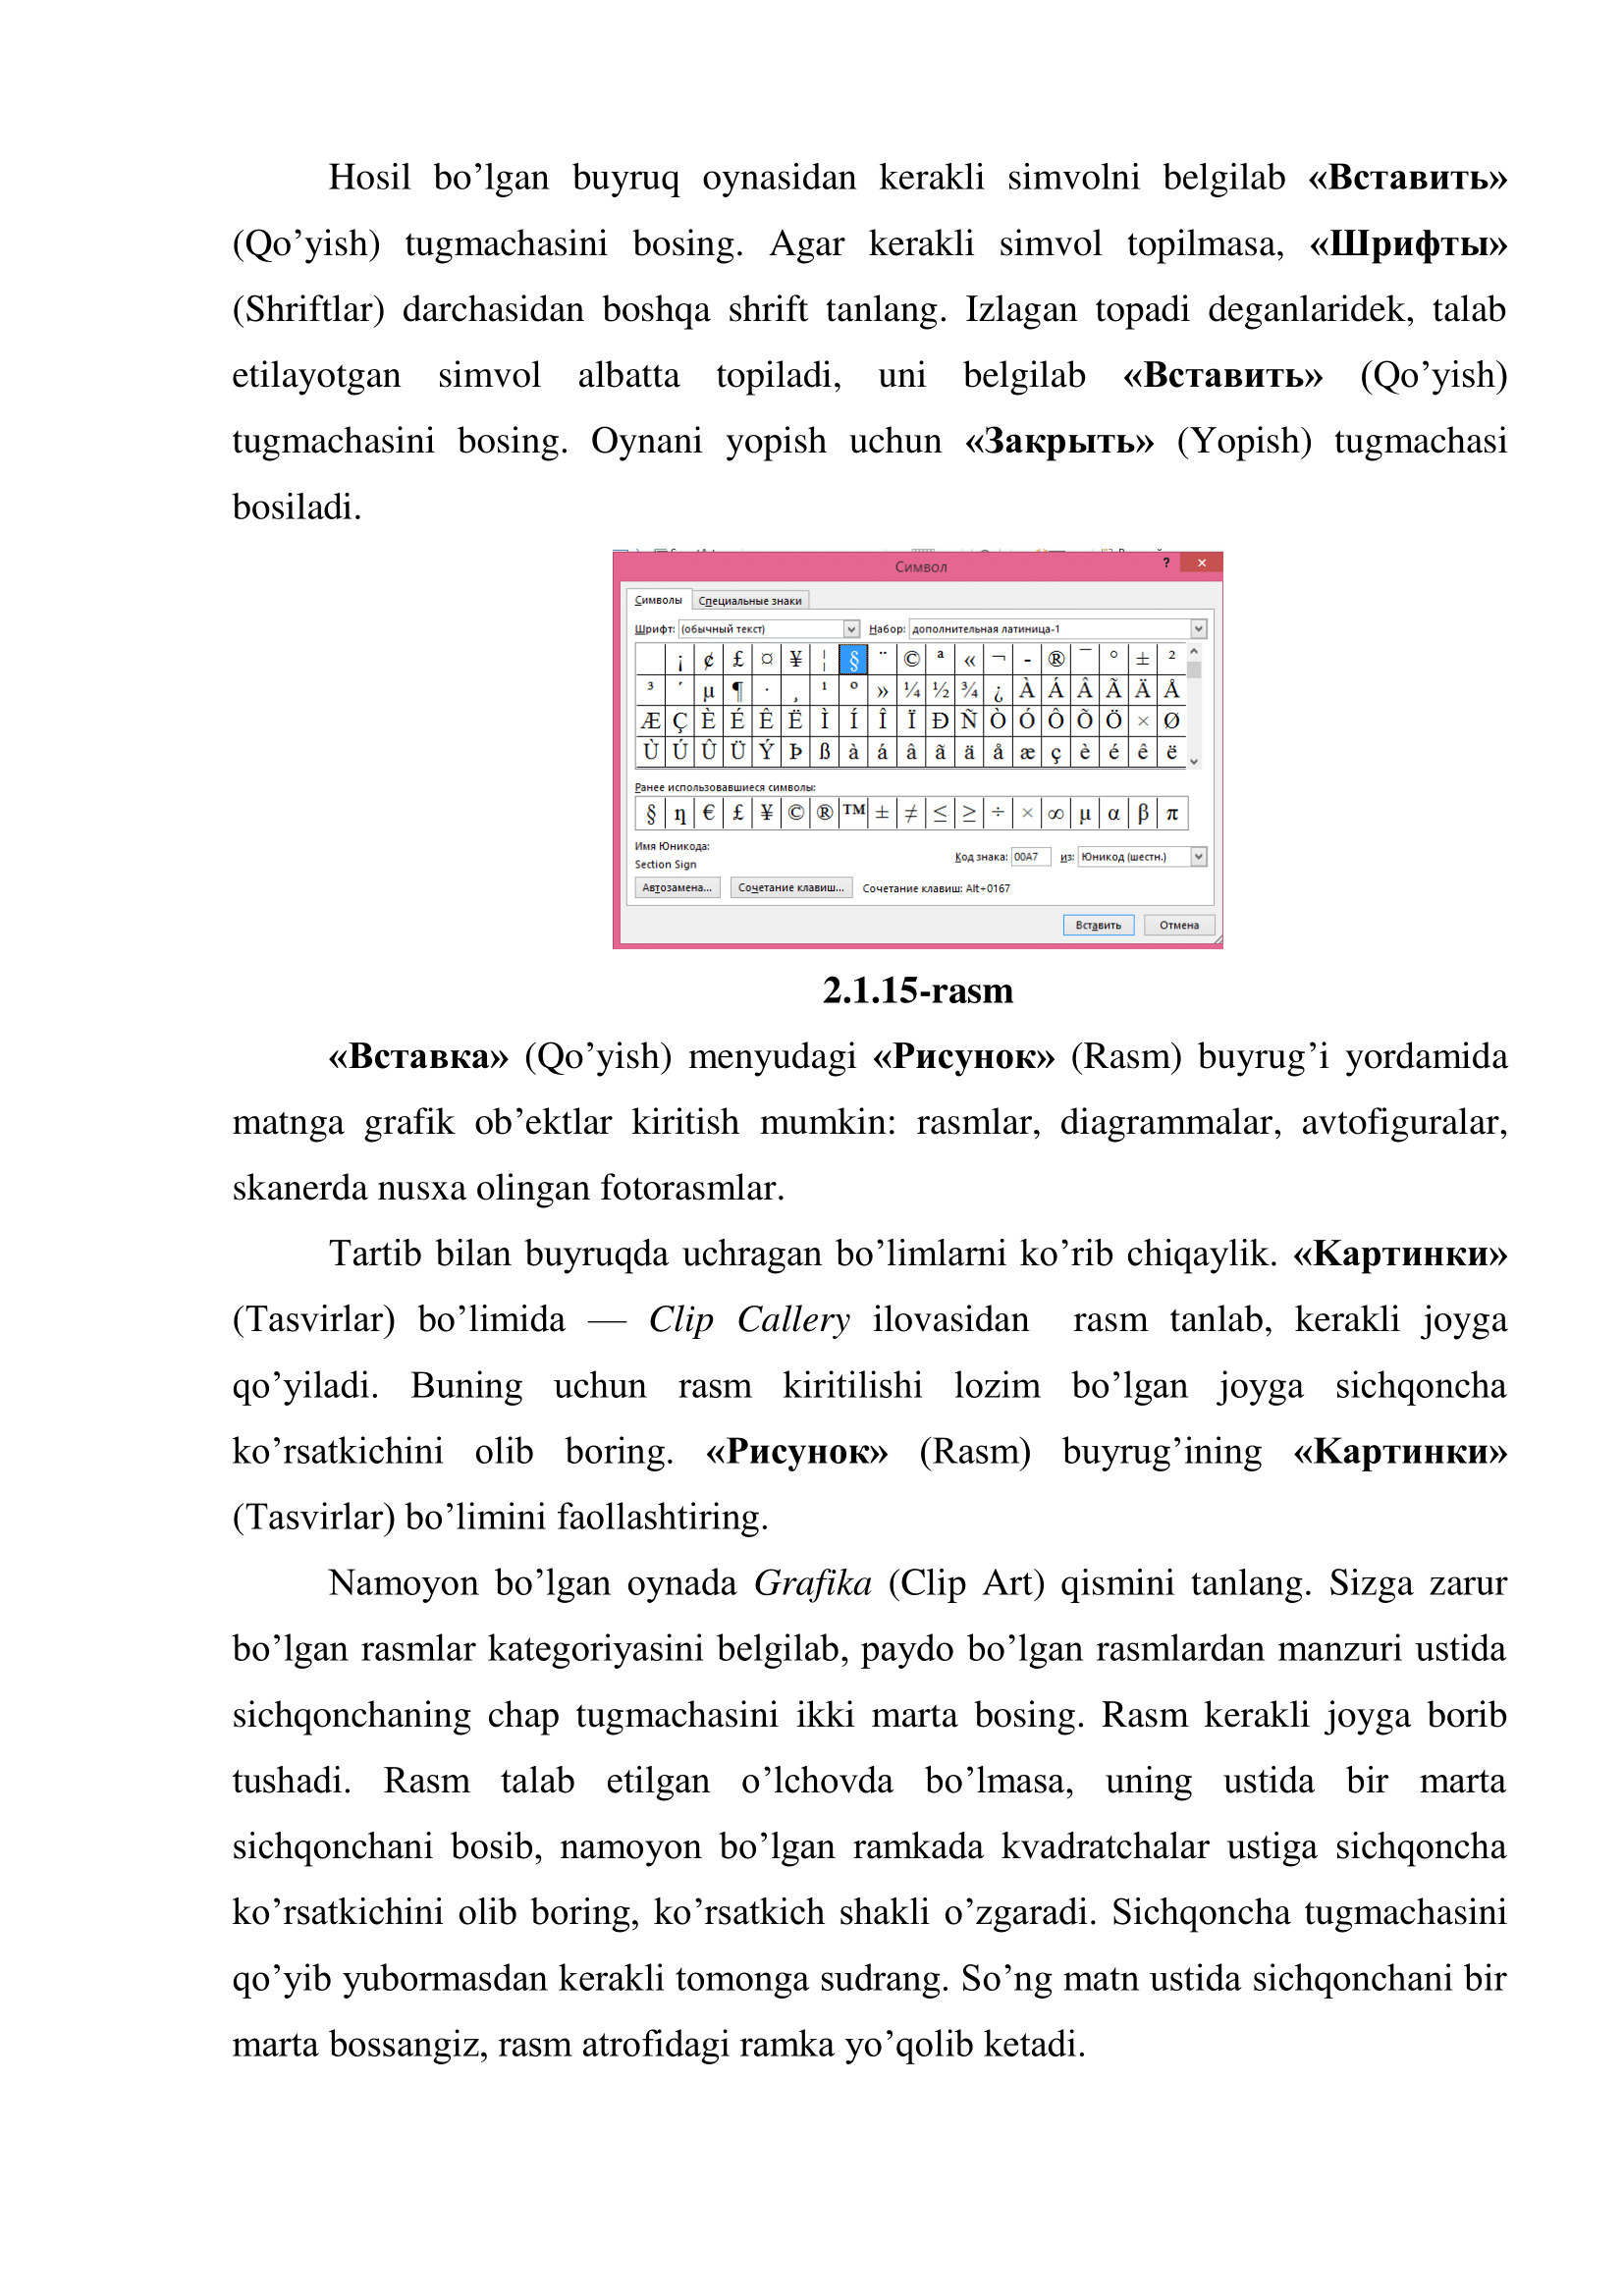 Hosil bo’lgan buyruq oynasidan kerakli simvolni belgilab «Вставить»
(Qo’yish) tugmachasini bosing. Agar kerakli simvol topilmasa, «Шрифты»
(Shriftlar) darchasidan boshqa shrift tanlang. Izlagan topadi deganlaridek, talab
etilayotgan simvol albatta topiladi, uni belgilab «Вставить» (Qo’yish)
tugmachasini bosing. Oynani yopish uchun «Закрыть» (Yopish) tugmachasi
bosiladi.
Символ ? ×
Символы Специальные знаки
Шрифт: (обычный текст) Набор: дополнительная латиница-1
¡ ¢ £ ¤ ¥ ¦ § ¨ © ª « ¬ - ® ¯ ° ± ²
³ ´ µ ¶ · ¸ ¹ º » ¼ ½ ¾ ¿ À Á Â Ã Ä Å
Æ Ç È É Ê Ë Ì Í Î Ï Ð Ñ Ò Ó Ô Õ Ö × Ø
Ù Ú Û Ü Ý Þ ß à á â ã ä å æ ç è é ê ë
Ранее использовавшиеся символы:
§ η € £ ¥ © ® ™ ± ≠ ≤ ≥ ÷ × ∞ µ α β π
Имя Юникода:
Section Sign
Код знака: 00A7 из: Юникод (шестн.)
Автозамена... Сочетание клавиш... Сочетание клавиш: Alt+0167
Вставить Отмена
2.1.15-rasm
«Вставка» (Qo’yish) menyudagi «Рисунок» (Rasm) buyrug’i yordamida
matnga grafik ob’ektlar kiritish mumkin: rasmlar, diagrammalar, avtofiguralar,
skanerda nusxa olingan fotorasmlar.
Tartib bilan buyruqda uchragan bo’limlarni ko’rib chiqaylik. «Картинки»
(Tasvirlar) bo’limida — Clip Callery ilovasidan rasm tanlab, kerakli joyga
qo’yiladi. Buning uchun rasm kiritilishi lozim bo’lgan joyga sichqoncha
ko’rsatkichini olib boring. «Рисунок» (Rasm) buyrug’ining «Картинки»
(Tasvirlar) bo’limini faollashtiring.
Namoyon bo’lgan oynada Grafika (Clip Art) qismini tanlang. Sizga zarur
bo’lgan rasmlar kategoriyasini belgilab, paydo bo’lgan rasmlardan manzuri ustida
sichqonchaning chap tugmachasini ikki marta bosing. Rasm kerakli joyga borib
tushadi. Rasm talab etilgan o’lchovda bo’lmasa, uning ustida bir marta
sichqonchani bosib, namoyon bo’lgan ramkada kvadratchalar ustiga sichqoncha
ko’rsatkichini olib boring, ko’rsatkich shakli o’zgaradi. Sichqoncha tugmachasini
qo’yib yubormasdan kerakli tomonga sudrang. So’ng matn ustida sichqonchani bir
marta bossangiz, rasm atrofidagi ramka yo’qolib ketadi.